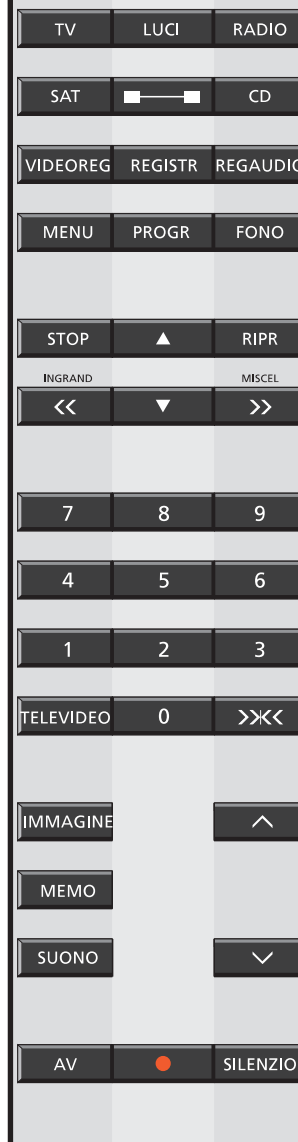 TV LUCI RADIO
SAT CD
VIDEOREG REGISTR REGAUDIO
MENU PROGR FONO
STOP ▲ RIPR
INGRAND MISCEL
<< ▼ >>
7 8 9
4 5 6
1 2 3
TELEVIDEO 0 >><<
IMMAGINE
MEMO
SUONO
AV SILENZIO